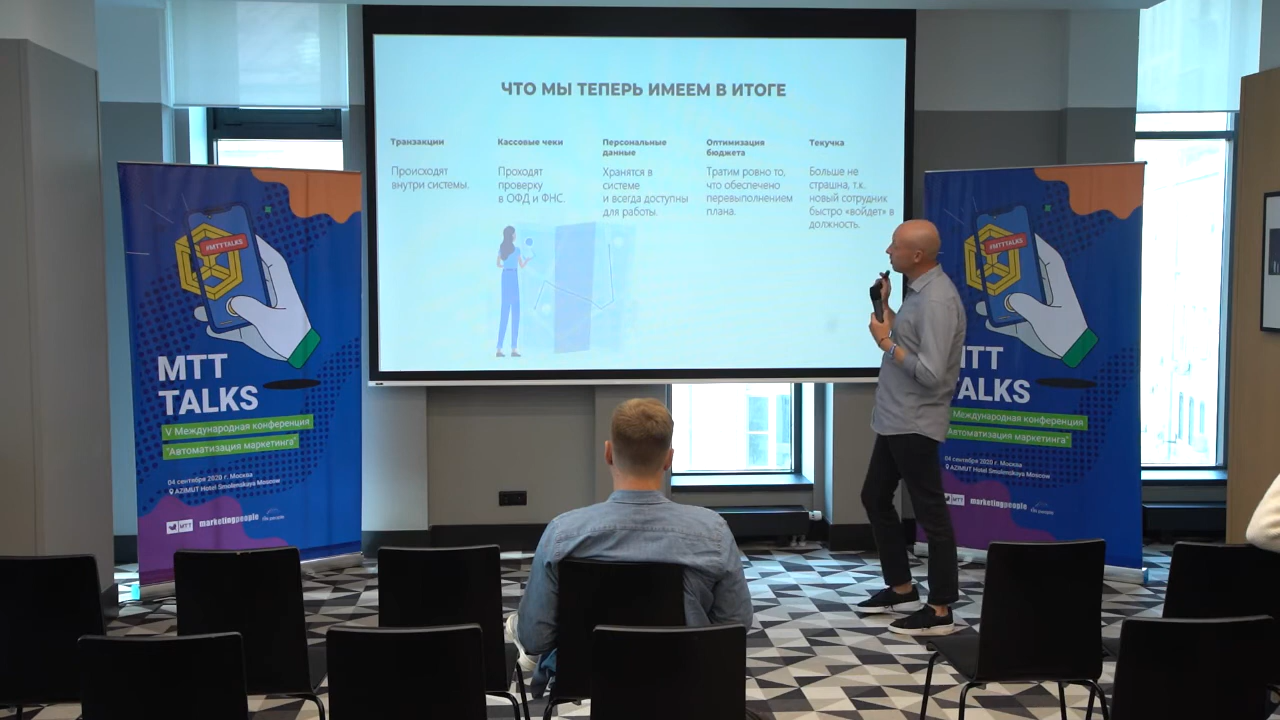 ЧТО МЫ ТЕПЕРЬ ИМЕЕМ В ИТОГЕ
Транзакции
Происходят
внутри системы.
Кассовые чеки
Проходят
проверку
в ОФД и ФНС.
Персональные
данные
Хранятся в
системе
и всегда доступны
для работы.
Оптимизация
бюджета
Тратим ровно то,
что обеспечено
перевыполнением
плана.
Текучка
Больше не
страшна, т.к.
новый сотрудник
быстро «войдет» в
должность.
#MTTTALKS
MTT
TALKS
V Международная конференция
"Автоматизация маркетинга"
04 сентября 2020 г. Москва
AZIMUT Hotel Smolenskaya Moscow
МТТ
marketingpeople
#MTTTALKS
ITT
TALKS
Международная конференция
Автоматизация маркетинга"
04 сентября 2020 г. Москва
AZIMUT Hotel Smolenskaya Moscow
МТТ
marketingpeople